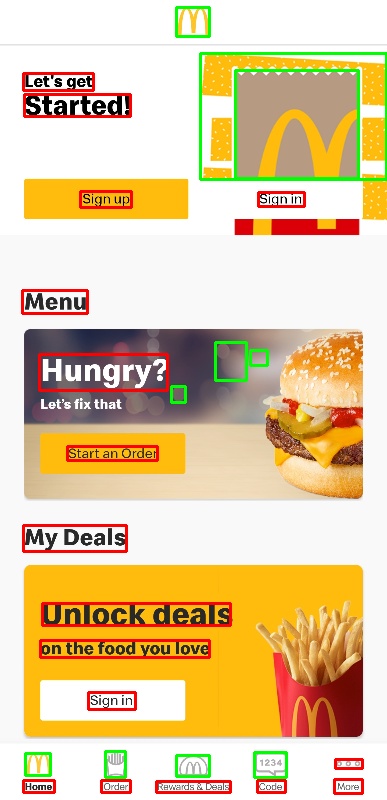 Let's get
Started!
Sign up
Sign in
Menu
Hungry?
Let's fix that
Start an Order
My Deals
Unlock deals
on the food you love
Sign in
1234
Home
Order
Rewards & Deals
Code
More